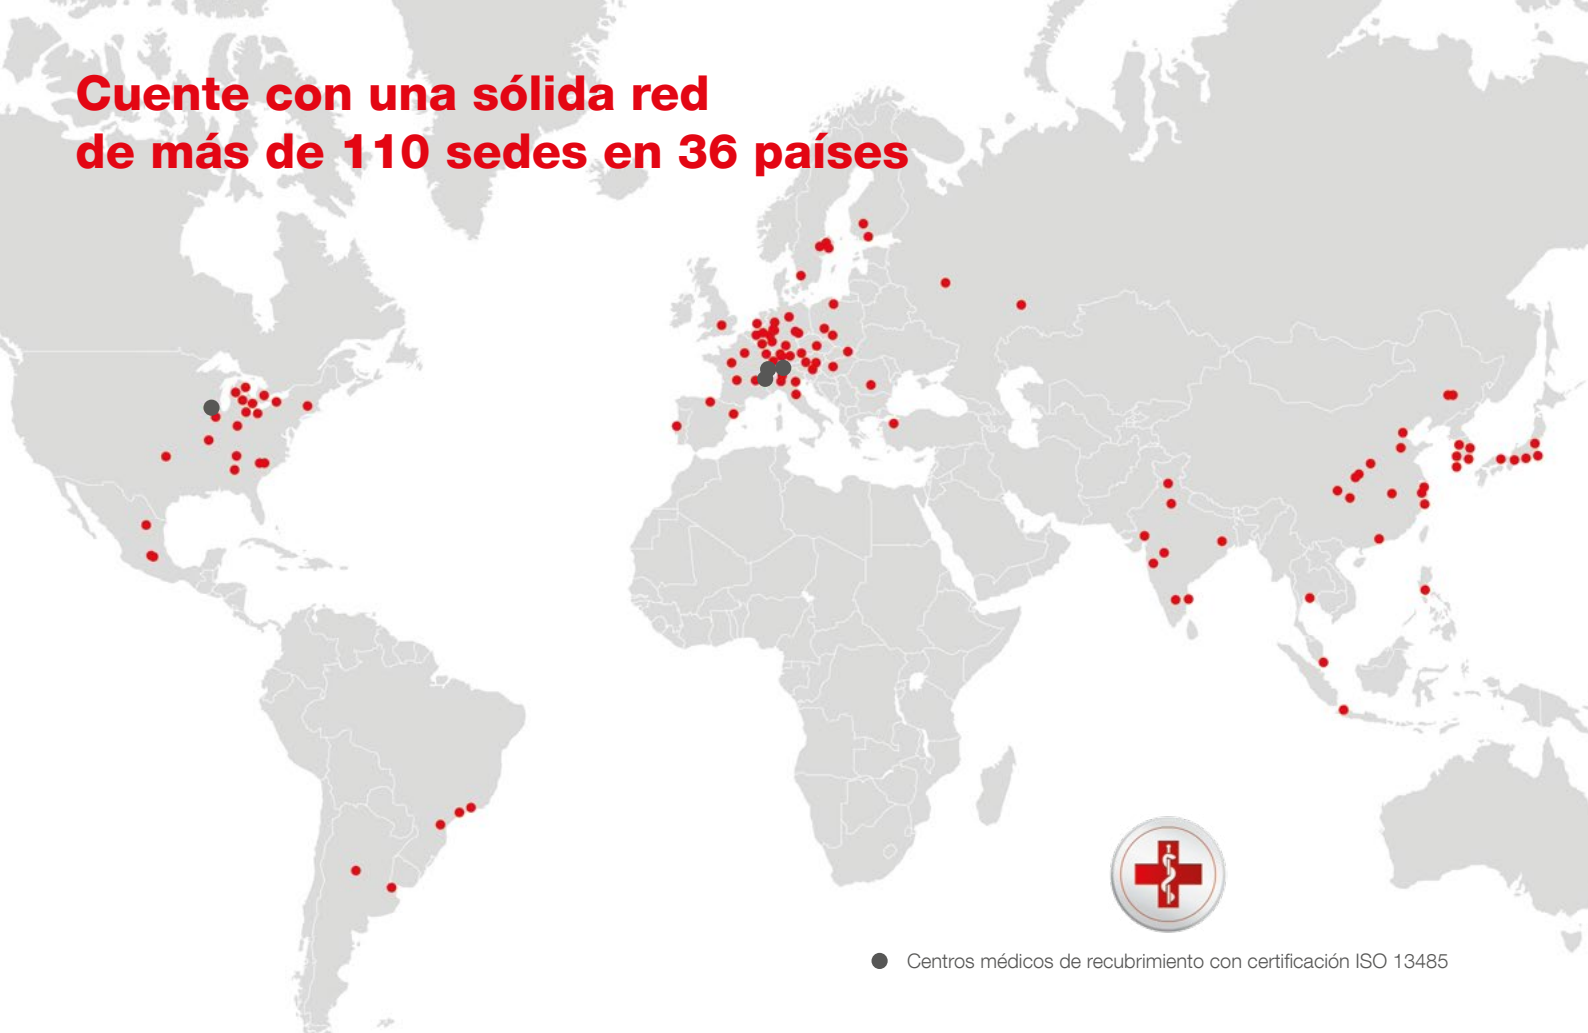 Cuente con una sólida red
de más de 110 sedes en 36 países
Centros médicos de recubrimiento con certificación ISO 13485